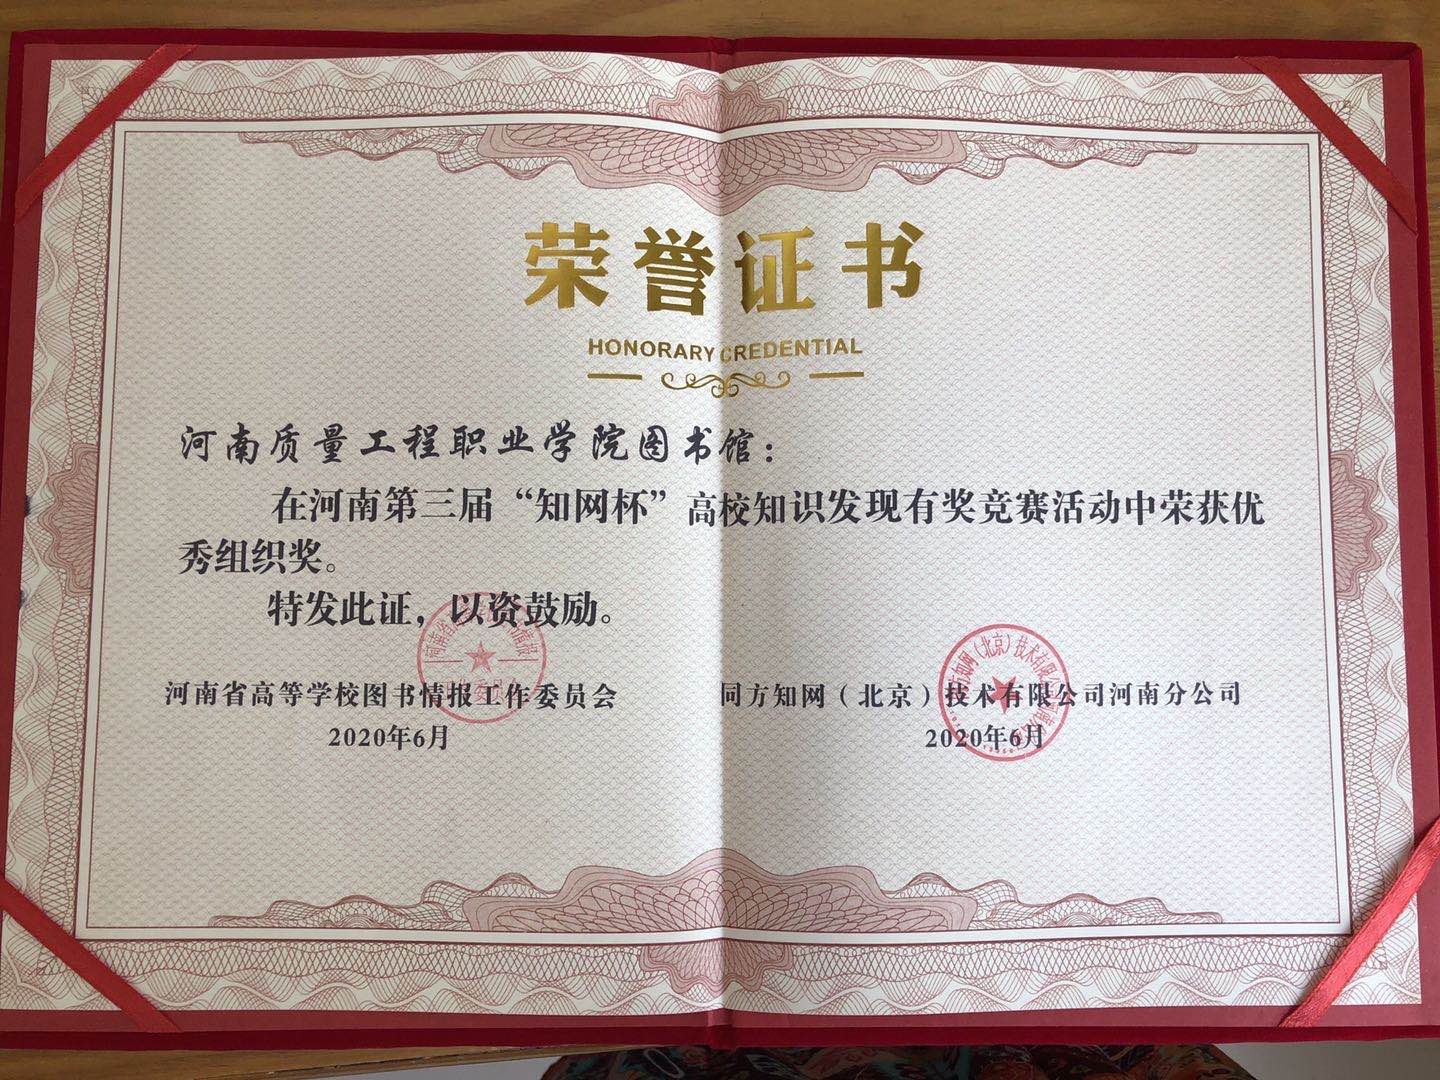 荣誉证书
HONORARY CREDENTIAL
河南质量工程职业学院图书馆：
在河南第三届“知网杯”高校知识发现有奖竞赛活动中荣获优
秀组织奖。
特发此证，以资鼓励。
河南省高等学校图书情报工作委员会
2020年6月
同方知网（北京）技术有限公司河南分公司
2020年6月